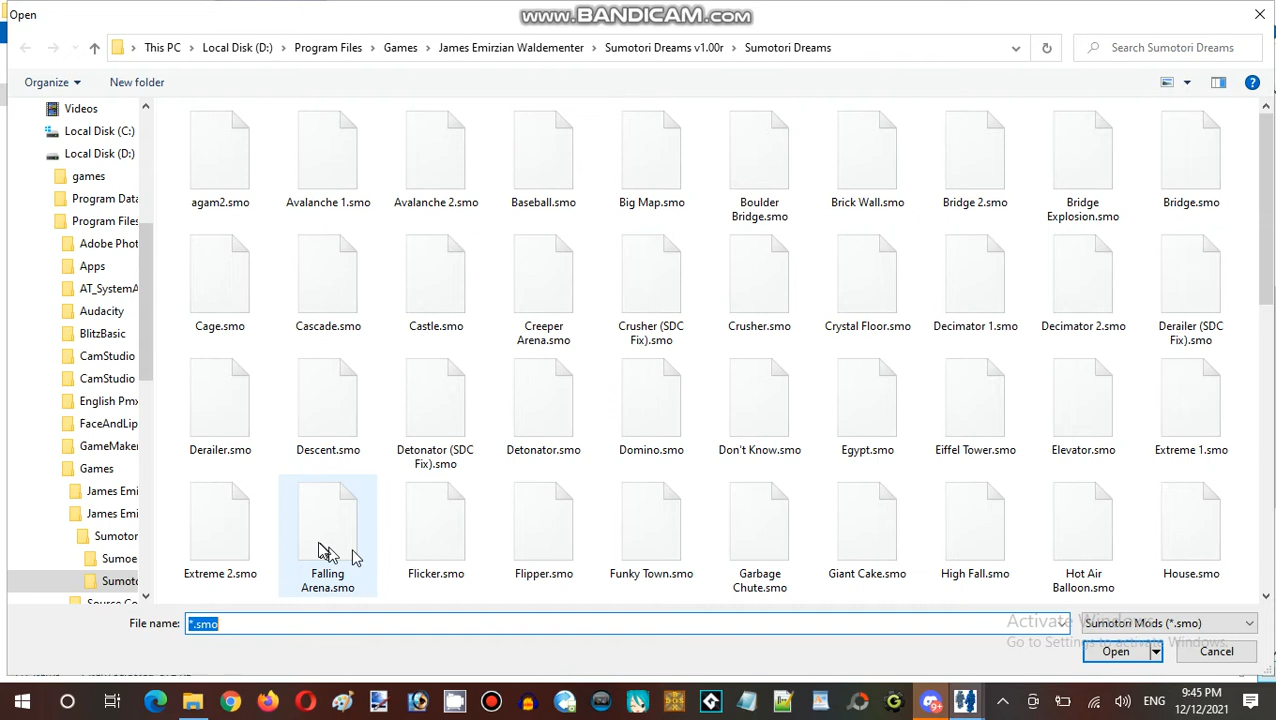 Open
www.BANDICAM.com
This PC > Local Disk (D:) > Program Files > Games > James Emirzian Waldementer > Sumotori Dreams v1.00r > Sumotori Dreams
Search Sumotori Dreams
Organize
New folder
Videos
Local Disk (C:)
Local Disk (D:)
games
Program Data
Program Files
Adobe Phot
Apps
AT_SystemA
Audacity
BlitzBasic
CamStudio
CamStudio
English Pmx
FaceAndLip
GameMaker
Games
James Emi
James Emi
Sumotor
Sumoe
Sumoto
Source Co
agam2.smo
Avalanche 1.smo
Avalanche 2.smo
Baseball.smo
Big Map.smo
Boulder
Bridge.smo
Brick Wall.smo
Bridge 2.smo
Bridge
Explosion.smo
Bridge.smo
Cage.smo
Cascade.smo
Castle.smo
Creeper
Arena.smo
Crusher (SDC
Fix).smo
Crusher.smo
Crystal Floor.smo
Decimator 1.smo
Decimator 2.smo
Derailer (SDC
Fix).smo
Derailer.smo
Descent.smo
Detonator (SDC
Fix).smo
Detonator.smo
Domino.smo
Don't Know.smo
Egypt.smo
Eiffel Tower.smo
Elevator.smo
Extreme 1.smo
Extreme 2.smo
Falling
Arena.smo
Flicker.smo
Flipper.smo
Funky Town.smo
Garbage
Chute.smo
Giant Cake.smo
High Fall.smo
Hot Air
Balloon.smo
House.smo
File name:
*.smo
Sumotori Mods (*.smo)
Activate Windows
Go to Settings to activate Windows.
Open
Cancel
ENG
9:45 PM
12/12/2021